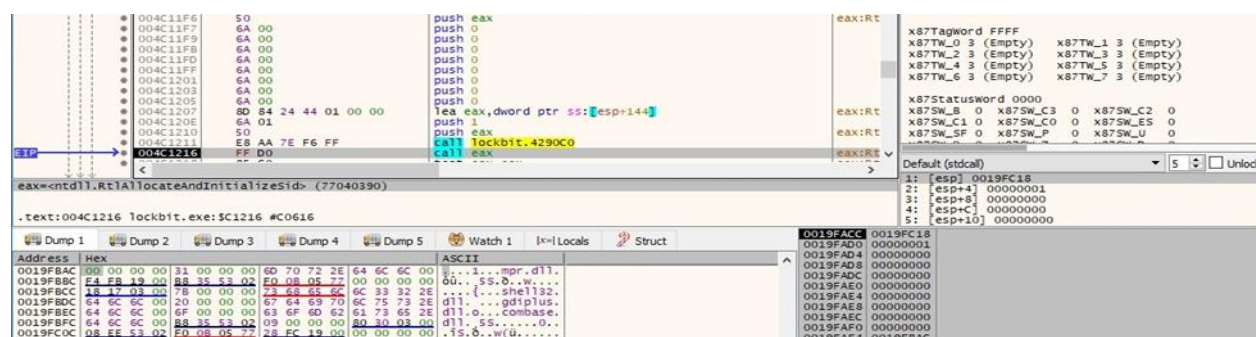 004C11F6 50 push eax eax:Rt
004C11F7 6A 00 push 0
004C11F9 6A 00 push 0
004C11FB 6A 00 push 0
004C11FD 6A 00 push 0
004C11FF 6A 00 push 0
004C1201 6A 00 push 0
004C1203 6A 00 push 0
004C1205 6A 00 push 0
004C1207 8D 84 24 44 01 00 00 lea eax,dword ptr ss:[esp+144] eax:Rt
004C120E 6A 01 push 1
004C1210 50 push eax eax:Rt
004C1211 E8 AA 7E F6 FF call lockbit.4290C0
EIP 004C1216 FF D0 call eax eax:Rt
eax=<ntdll.RtlAllocateAndInitializeSid> (77040390)
.text:004C1216 lockbit.exe:$C1216 #C0616
x87TagWord FFFF
x87TW_0 3 (Empty) x87TW_1 3 (Empty)
x87TW_2 3 (Empty) x87TW_3 3 (Empty)
x87TW_4 3 (Empty) x87TW_5 3 (Empty)
x87TW_6 3 (Empty) x87TW_7 3 (Empty)
x87StatusWord 0000
x87SW_B 0 x87SW_C3 0 x87SW_C2 0
x87SW_C1 0 x87SW_C0 0 x87SW_ES 0
x87SW_SF 0 x87SW_P 0 x87SW_U 0
Default (stdcall) 5 Unlock
1: [esp] 0019FC18
2: [esp+4] 00000001
3: [esp+8] 00000000
4: [esp+C] 00000000
5: [esp+10] 00000000
Dump 1 Dump 2 Dump 3 Dump 4 Dump 5 Watch 1 [x=] Locals Struct
Address Hex ASCII
0019FBAC 00 00 00 00 31 00 00 00 6D 70 72 2E 64 6C 6C 00 ....1...mpr.dll.
0019FBBC F4 FB 19 00 B8 35 53 02 F0 0B 05 77 00 00 00 00 ôû..¸5S.ð..w....
0019FBCC 18 17 03 00 7B 00 00 00 73 68 65 6C 6C 33 32 2E ....{...shell32.
0019FBDC 64 6C 6C 00 20 00 00 00 67 64 69 70 6C 75 73 2E dll. ...gdiplus.
0019FBEC 64 6C 6C 00 6F 00 00 00 63 6F 6D 62 61 73 65 2E dll.o...combase.
0019FBFC 64 6C 6C 00 B8 35 53 02 09 00 00 00 80 30 03 00 dll.¸5S......0..
0019FC0C 08 EE 53 02 F0 0B 05 77 28 FC 19 00 00 00 00 00 .îS.ð..w(ü......
0019FACC 0019FC18
0019FAD0 00000001
0019FAD4 00000000
0019FAD8 00000000
0019FADC 00000000
0019FAE0 00000000
0019FAE4 00000000
0019FAE8 00000000
0019FAEC 00000000
0019FAF0 00000000